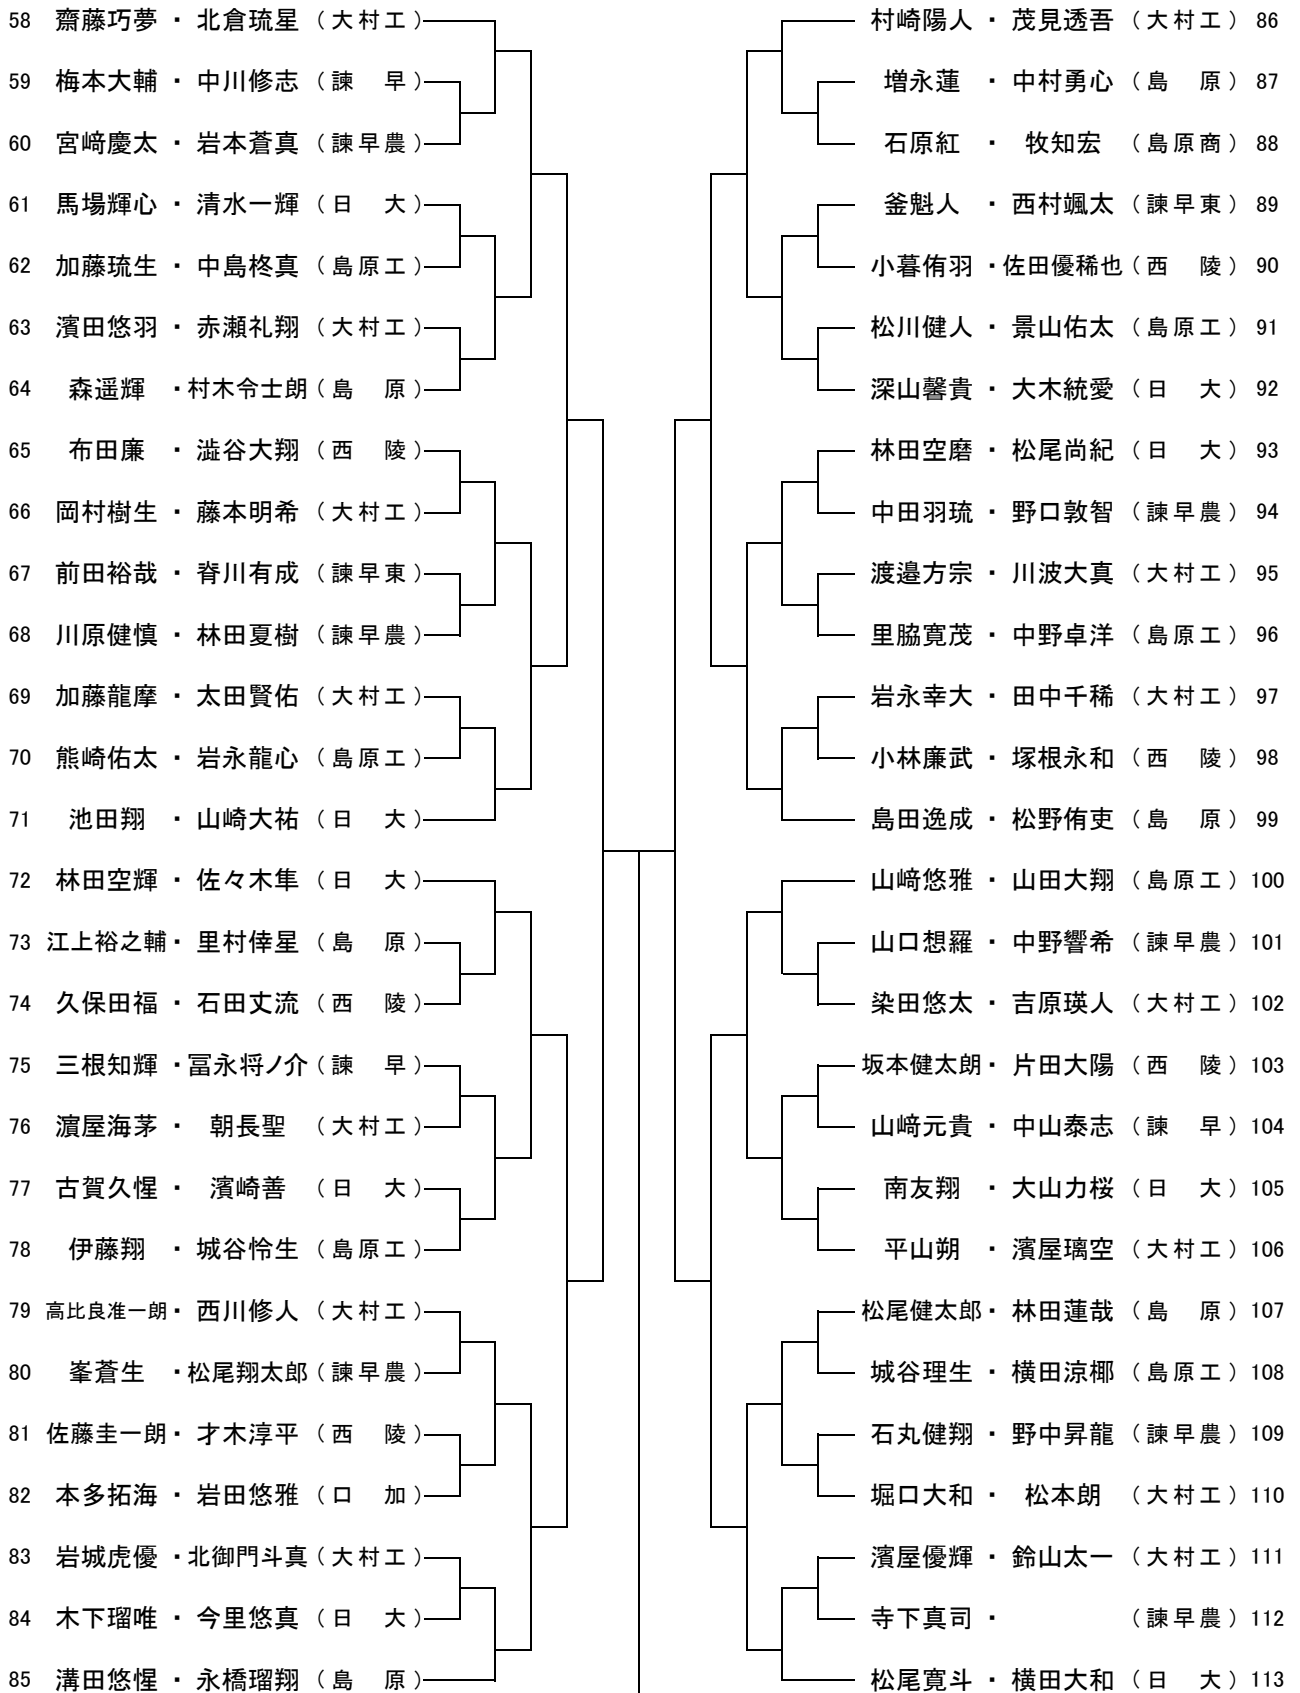 58 齋藤巧夢 ・ 北倉琉星 (大村工)
59 梅本大輔 ・ 中川修志 (諫 早)
60 宮﨑慶太 ・ 岩本蒼真 (諫早農)
61 馬場輝心 ・ 清水一輝 (日 大)
62 加藤琉生 ・ 中島柊真 (島原工)
63 濱田悠羽 ・ 赤瀬礼翔 (大村工)
64 森遥輝 ・ 村木令士朗 (島 原)
65 布田廉 ・ 澁谷大翔 (西 陵)
66 岡村樹生 ・ 藤本明希 (大村工)
67 前田裕哉 ・ 脊川有成 (諫早東)
68 川原健慎 ・ 林田夏樹 (諫早農)
69 加藤龍摩 ・ 太田賢佑 (大村工)
70 熊崎佑太 ・ 岩永龍心 (島原工)
71 池田翔 ・ 山崎大祐 (日 大)
72 林田空輝 ・ 佐々木隼 (日 大)
73 江上裕之輔 ・ 里村倖星 (島 原)
74 久保田福 ・ 石田丈流 (西 陵)
75 三根知輝 ・ 冨永将ノ介 (諫 早)
76 濵屋海茅 ・ 朝長聖 (大村工)
77 古賀久惺 ・ 濱崎善 (日 大)
78 伊藤翔 ・ 城谷怜生 (島原工)
79 高比良准一朗 ・ 西川修人 (大村工)
80 峯蒼生 ・ 松尾翔太郎 (諫早農)
81 佐藤圭一朗 ・ 才木淳平 (西 陵)
82 本多拓海 ・ 岩田悠雅 (口 加)
83 岩城虎優 ・ 北御門斗真 (大村工)
84 木下瑠唯 ・ 今里悠真 (日 大)
85 溝田悠惺 ・ 永橋瑠翔 (島 原)
村崎陽人 ・ 茂見透吾 (大村工) 86
増永蓮 ・ 中村勇心 (島 原) 87
石原紅 ・ 牧知宏 (島原商) 88
釜魁人 ・ 西村颯太 (諫早東) 89
小暮侑羽 ・ 佐田優稀也 (西 陵) 90
松川健人 ・ 景山佑太 (島原工) 91
深山馨貴 ・ 大木統愛 (日 大) 92
林田空磨 ・ 松尾尚紀 (日 大) 93
中田羽琉 ・ 野口敦智 (諫早農) 94
渡邉方宗 ・ 川波大真 (大村工) 95
里脇寛茂 ・ 中野卓洋 (島原工) 96
岩永幸大 ・ 田中千稀 (大村工) 97
小林廉武 ・ 塚根永和 (西 陵) 98
島田逸成 ・ 松野侑吏 (島 原) 99
山﨑悠雅 ・ 山田大翔 (島原工) 100
山口想羅 ・ 中野響希 (諫早農) 101
染田悠太 ・ 吉原瑛人 (大村工) 102
坂本健太朗 ・ 片田大陽 (西 陵) 103
山﨑元貴 ・ 中山泰志 (諫 早) 104
南友翔 ・ 大山力桜 (日 大) 105
平山朔 ・ 濱屋璃空 (大村工) 106
松尾健太郎 ・ 林田蓮哉 (島 原) 107
城谷理生 ・ 横田涼椰 (島原工) 108
石丸健翔 ・ 野中昇龍 (諫早農) 109
堀口大和 ・ 松本朗 (大村工) 110
濱屋優輝 ・ 鈴山太一 (大村工) 111
寺下真司 ・ (諫早農) 112
松尾寛斗 ・ 横田大和 (日 大) 113